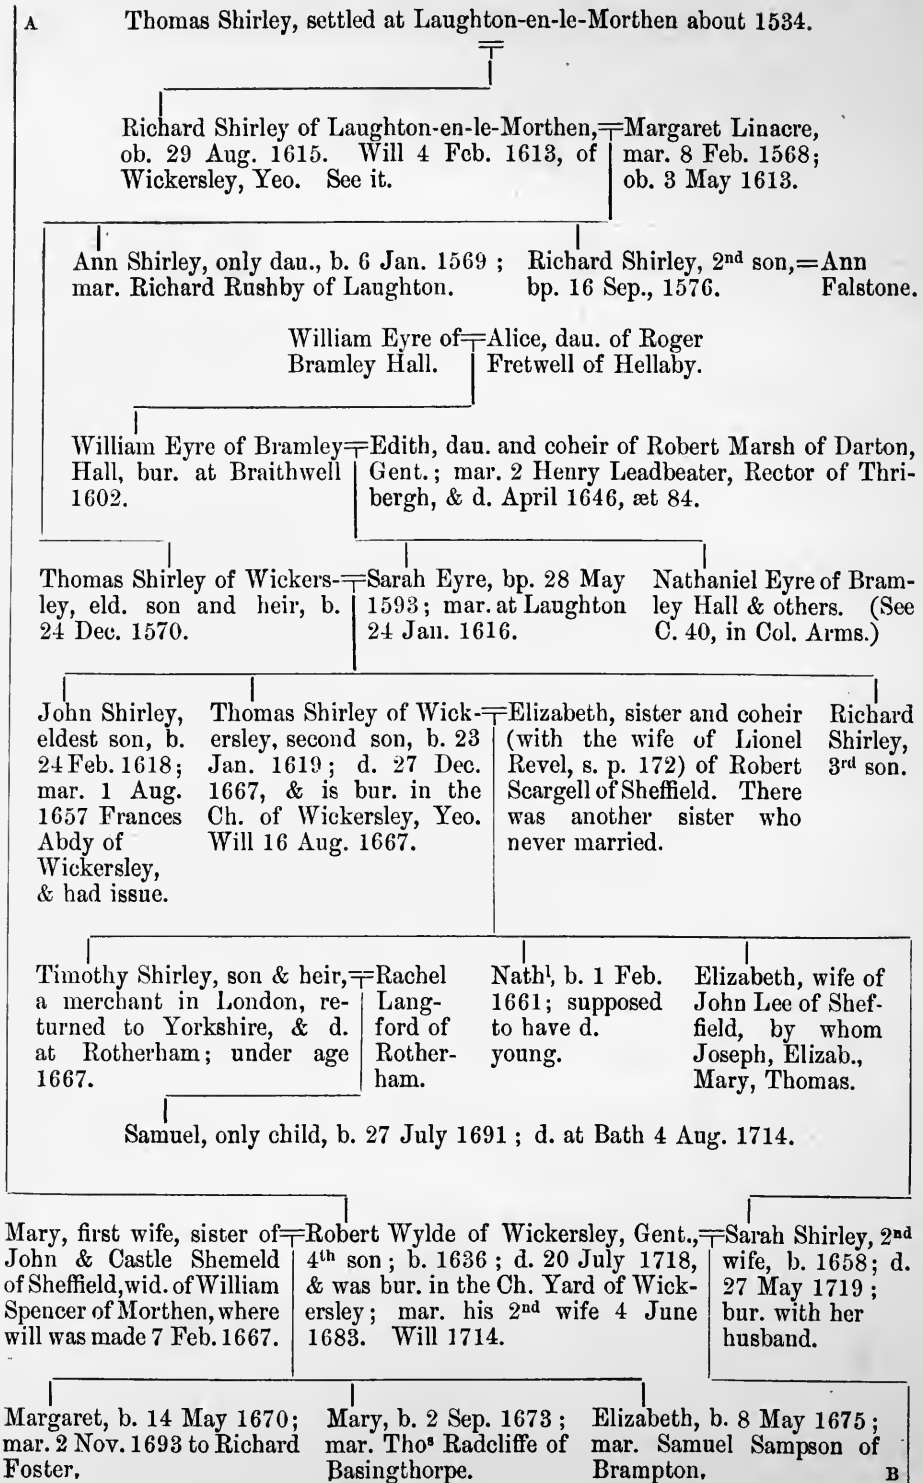 A
Thomas Shirley, settled at Laughton-en-le-Morthen about 1534.
Richard Shirley of Laughton-en-le-Morthen,
ob. 29 Aug. 1615. Will 4 Feb. 1613, of
Wickersley, Yeo. See it.
Margaret Linacre,
mar. 8 Feb. 1568;
ob. 3 May 1613.
Ann Shirley, only dau., b. 6 Jan. 1569 ;
mar. Richard Rushby of Laughton.
Richard Shirley, 2nd son,=
bp. 16 Sep., 1576.
Ann
Falstone.
William Eyre of
Bramley Hall.
Alice, dau. of Roger
Fretwell of Hellaby.
William Eyre of Bramley
Hall, bur. at Braithwell
1602.
Edith, dau. and coheir of Robert Marsh of Darton,
Gent.; mar. 2 Henry Leadbeater, Rector of Thri-
bergh, & d. April 1646, æt 84.
Thomas Shirley of Wickers-
ley, eld. son and heir, b.
24 Dec. 1570.
Sarah Eyre, bp. 28 May
1593; mar. at Laughton
24 Jan. 1616.
Nathaniel Eyre of Bram-
ley Hall & others. (See
C. 40, in Col. Arms.)
John Shirley,
eldest son, b.
24 Feb. 1618;
mar. 1 Aug.
1657 Frances
Abdy of
Wickersley,
& had issue.
Thomas Shirley of Wick-
ersley, second son, b. 23
Jan. 1619; d. 27 Dec.
1667, & is bur. in the
Ch. of Wickersley, Yeo.
Will 16 Aug. 1667.
Elizabeth, sister and coheir
(with the wife of Lionel
Revel, s. p. 172) of Robert
Scargell of Sheffield. There
was another sister who
never married.
Richard
Shirley,
3rd son.
Timothy Shirley, son & heir,
a merchant in London, re-
turned to Yorkshire, & d.
at Rotherham; under age
1667.
Rachel
Lang-
ford of
Rother-
ham.
Nathl, b. 1 Feb.
1661; supposed
to have d.
young.
Elizabeth, wife of
John Lee of Shef-
field, by whom
Joseph, Elizab.,
Mary, Thomas.
Samuel, only child, b. 27 July 1691 ; d. at Bath 4 Aug. 1714.
Mary, first wife, sister of
John & Castle Shemeld
of Sheffield, wid. of William
Spencer of Morthen, where
will was made 7 Feb. 1667.
Robert Wylde of Wickersley, Gent.,
4th son; b. 1636 ; d. 20 July 1718,
& was bur. in the Ch. Yard of Wick-
ersley; mar. his 2nd wife 4 June
1683. Will 1714.
Sarah Shirley, 2nd
wife, b. 1658; d.
27 May 1719 ;
bur. with her
husband.
Margaret, b. 14 May 1670;
mar. 2 Nov. 1693 to Richard
Foster.
Mary, b. 2 Sep. 1673 ;
mar. Thos Radcliffe of
Basingthorpe.
Elizabeth, b. 8 May 1675 ;
mar. Samuel Sampson of
Brampton.
B